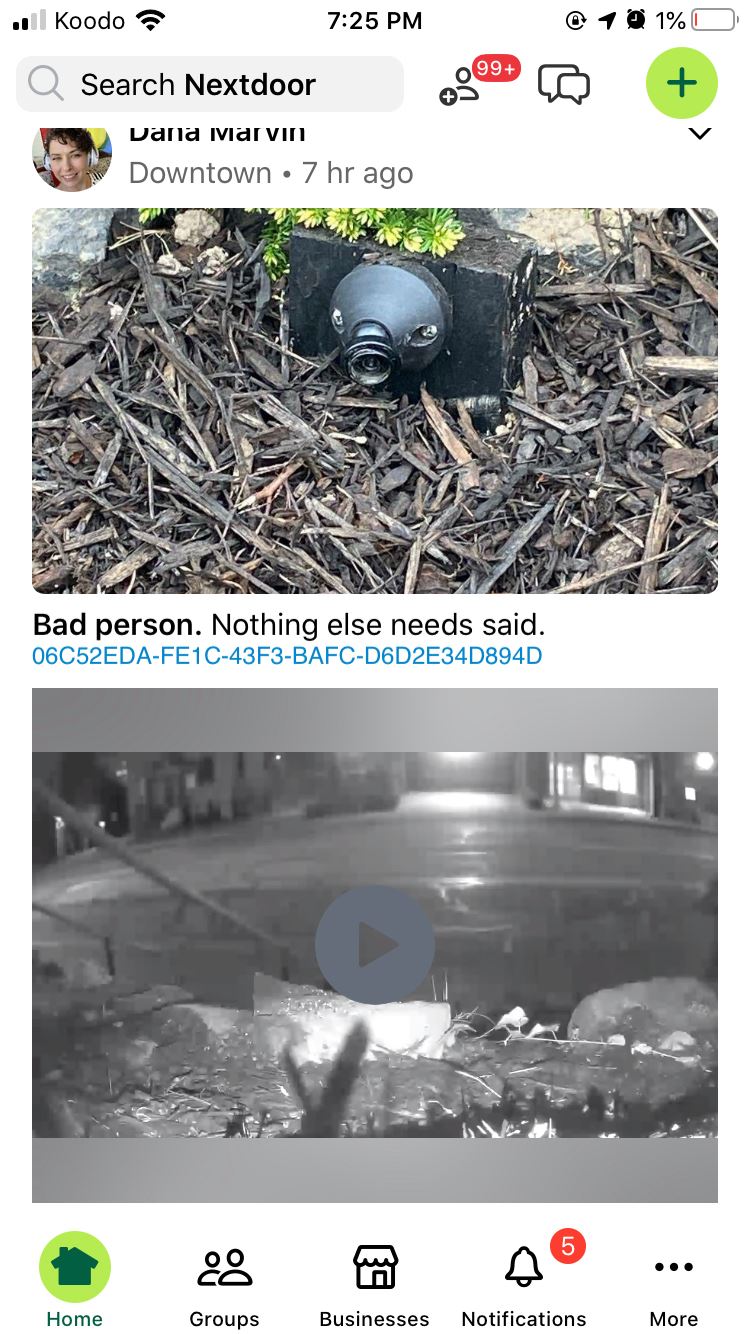 Koodo 7:25 PM 1%
Search Nextdoor 99+
Dana Marvin
Downtown • 7 hr ago
Bad person. Nothing else needs said.
06C52EDA-FE1C-43F3-BAFC-D6D2E34D894D
5
Home Groups Businesses Notifications More